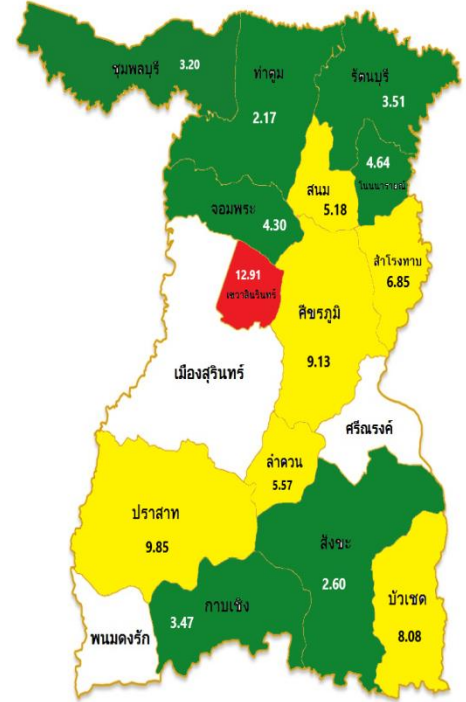 ชุมพลบุรี 3.20
ท่าตูม
2.17
รัตนบุรี
3.51
4.64
โนนนารายณ์
สนม
5.18
จอมพระ
4.30
สำโรงทาบ
6.85
12.91
เขวาสินรินทร์
ศีขรภูมิ
9.13
เมืองสุรินทร์
ศรีณรงค์
ลำดวน
5.57
ปราสาท
9.85
สังขะ
2.60
บัวเชด
8.08
กาบเชิง
3.47
พนมดงรัก